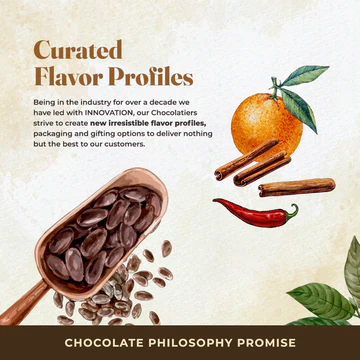 Curated
Flavor Profiles
Being in the industry for over a decade we
have led with INNOVATION, our Chocolatiers
strive to create new irresistible flavor profiles,
packaging and gifting options to deliver nothing
but the best to our customers.
CHOCOLATE PHILOSOPHY PROMISE